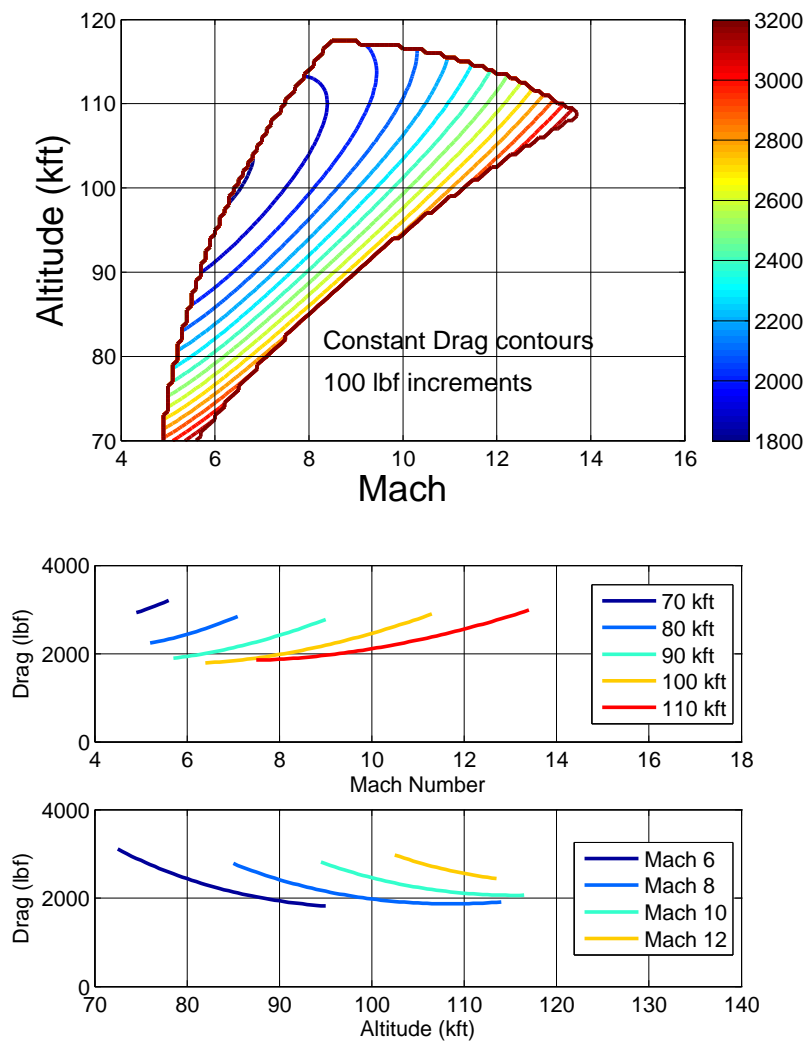 120
110
100
90
80
70
Altitude (kft)
Constant Drag contours
100 lbf increments
4 6 8 10 12 14 16
Mach
3200
3000
2800
2600
2400
2200
2000
1800
4000
2000
0
Drag (lbf)
70 kft
80 kft
90 kft
100 kft
110 kft
4 6 8 10 12 14 16 18
Mach Number
4000
2000
0
Drag (lbf)
Mach 6
Mach 8
Mach 10
Mach 12
70 80 90 100 110 120 130 140
Altitude (kft)